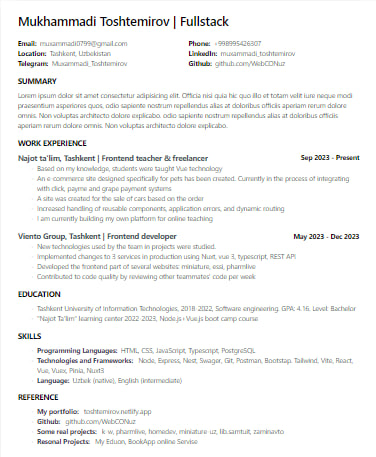 Mukhammadi Toshtemirov | Fullstack
Email: muxammadi0799@gmail.com Phone: +998995426307
Location: Tashkent, Uzbekistan LinkedIn: muxammadi_toshtemirov
Telegram: Muxammadi_Toshtemirov Github: github.com/WebCONuz
SUMMARY
Lorem ipsum dolor sit amet consectetur adipisicing elit. Officia nisi quia hic quo illo et totam velit iure neque modi
praesentium asperiores quos, odio sapiente nostrum repellendus alias at doloribus officiis aperiam rerum dolore
omnis. Non voluptas architecto dolore explicabo. odio sapiente nostrum repellendus alias at doloribus officiis
aperiam rerum dolore omnis. Non voluptas architecto dolore explicabo.
WORK EXPERIENCE
Najot ta'lim, Tashkent | Frontend teacher & freelancer Sep 2023 - Present
· Based on my knowledge, students were taught Vue technology
· An e-commerce site designed specifically for pets has been created. Currently in the process of integrating
with click, payme and grape payment systems
· A site was created for the sale of cars based on the order
· Increased handling of reusable components, application errors, and dynamic routing
· I am currently building my own platform for online teaching
Viento Group, Tashkent | Frontend developer May 2023 - Dec 2023
· New technologies used by the team in projects were studied.
· Implemented changes to 3 services in production using Nuxt, vue 3, typescript, REST API
· Developed the frontend part of several websites: miniature, essi, pharmlive
· Contributed to code quality by reviewing other teammates' code per week
EDUCATION
· Tashkent University of Information Technologies, 2018-2022, Software engineering. GPA: 4.16, Level: Bachelor
· "Najot Ta'lim" learning center 2022-2023, Node.js i Vue.js boot camp course
SKILLS
Programming Languages: HTML, CSS, JavaScript, Typescript, PostgreSQL
Technologies and Frameworks: Node, Express, Nest, Swager, Git, Postman, Bootstap, Tailwind, Vite, React,
Vue, Vuex, Pinia, Nuxt3
Language: Uzbek (native), English (intermediate)
REFERENCE
My portfolio: toshtemirov.netlify.app
Github: github.com/WebCONuz
Some real projects: k-w, pharmlive, homedev, miniatur-uz, lib.samtuit, zaminavto
Resonal Projects: My Eduon, BookApp online Servise